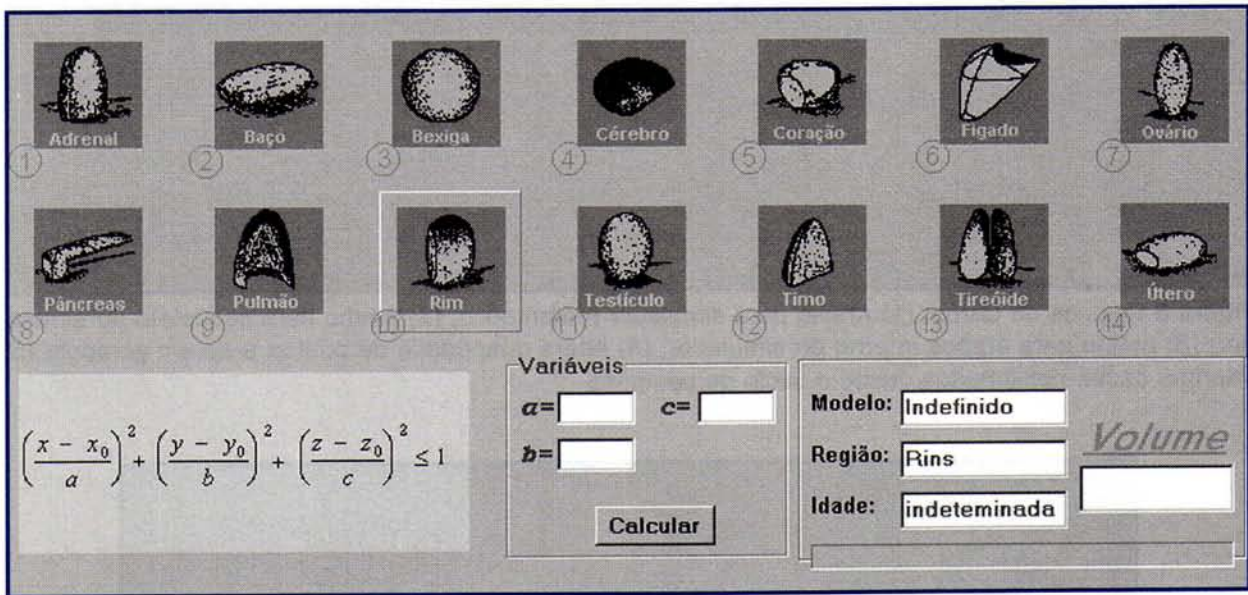 Adrenal
Baço
Bexiga
Cérebro
Coração
Fígado
Ovário
1
2
3
4
5
6
7
Pâncreas
Pulmão
Rim
Testículo
Timo
Tireóide
Útero
8
9
10
11
12
13
14
((x - x₀)/a)² + ((y - y₀)/b)² + ((z - z₀)/c)² ≤ 1
Variáveis
a=
c=
b=
Calcular
Modelo: Indefinido
Região: Rins
Idade: indeteminada
Volume